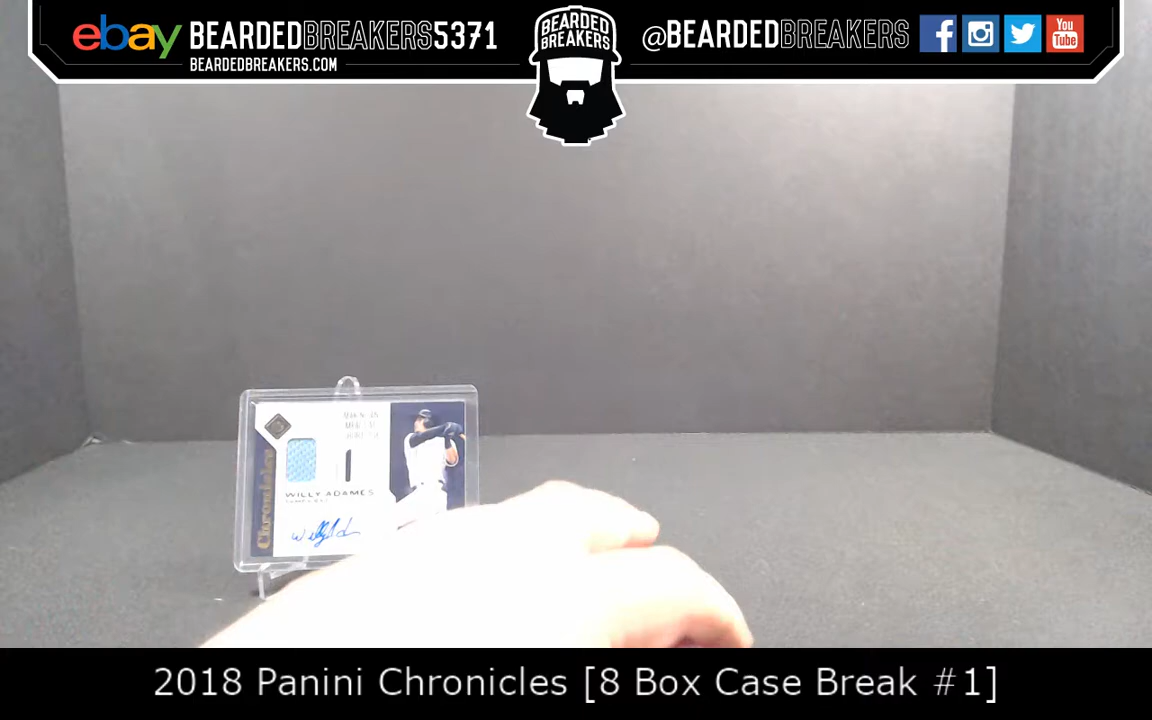 ebay BEARDEDBREAKERS5371
BEARDEDBREAKERS.COM
BEARDED
BREAKERS
@BEARDEDBREAKERS
f
You
Tube
Chronicles
WILLY ADAMES
2018 Panini Chronicles [8 Box Case Break #1]